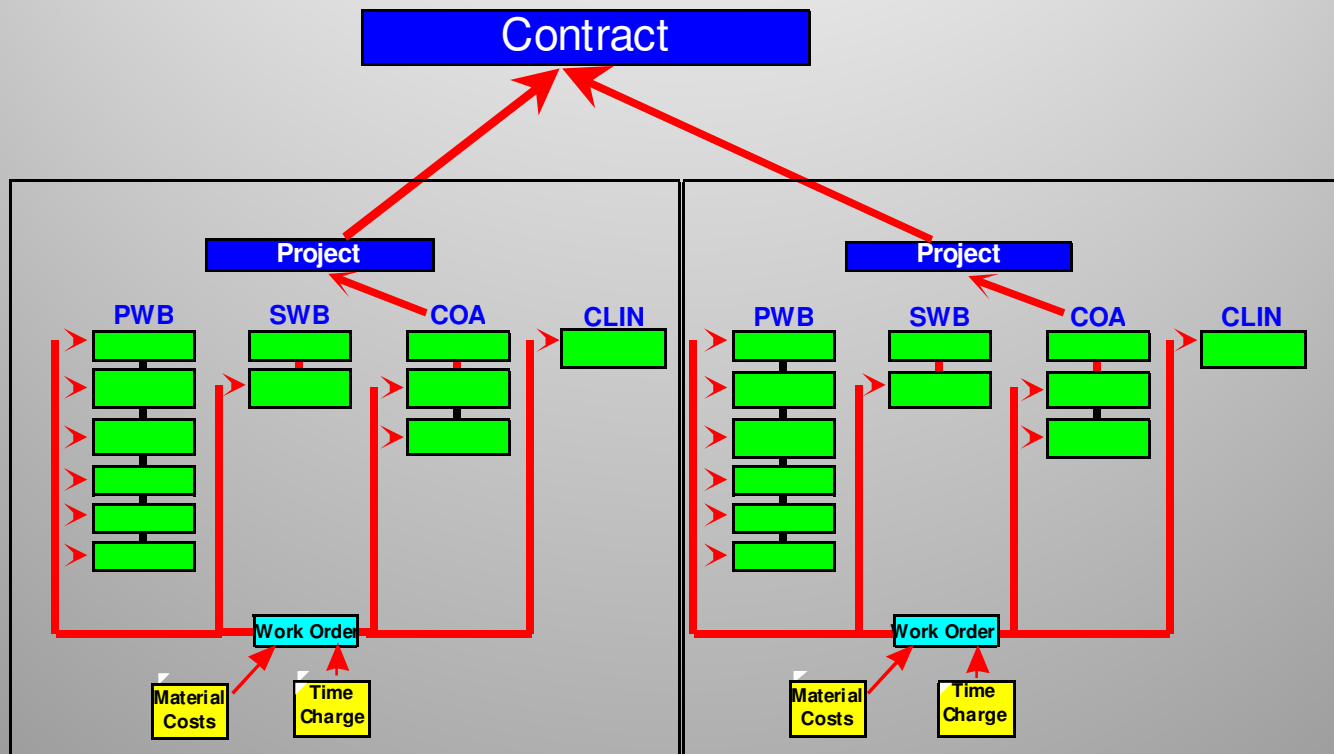 Contract
Project
PWB SWB COA CLIN
Work Order
Material
Costs
Time
Charge
Project
PWB SWB COA CLIN
Work Order
Material
Costs
Time
Charge